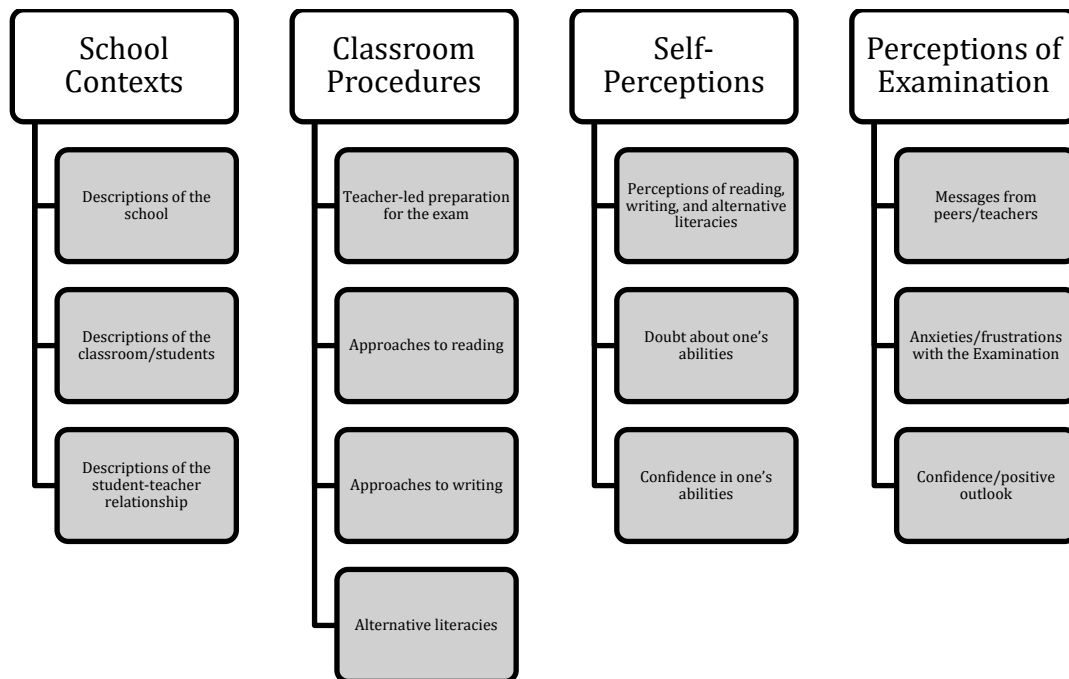 School
Contexts
Descriptions of the
school
Descriptions of the
classroom/students
Descriptions of the
student-teacher
relationship
Classroom
Procedures
Teacher-led preparation
for the exam
Approaches to reading
Approaches to writing
Alternative literacies
Self-
Perceptions
Perceptions of reading,
writing, and alternative
literacies
Doubt about one’s
abilities
Confidence in one’s
abilities
Perceptions of
Examination
Messages from
peers/teachers
Anxieties/frustrations
with the Examination
Confidence/positive
outlook